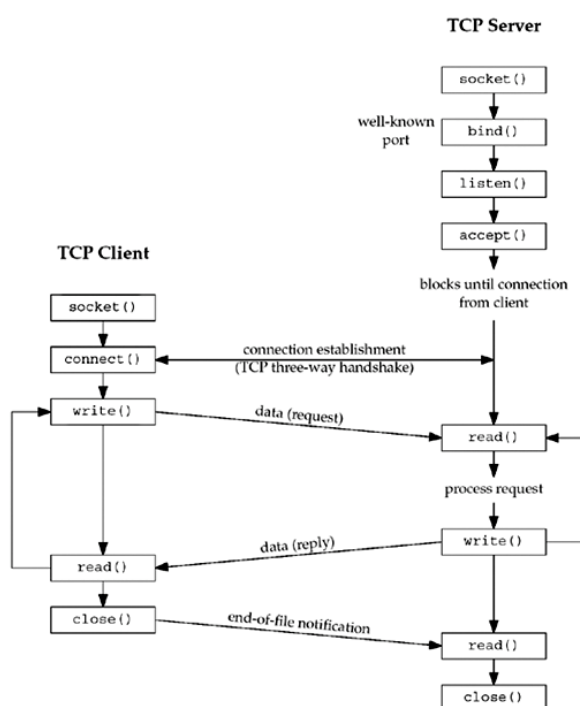 TCP Server
socket()
well-known
port
bind()
listen()
accept()
TCP Client
blocks until connection
from client
socket()
connection establishment
(TCP three-way handshake)
connect()
write()
data (request)
read()
process request
data (reply)
write()
read()
close()
end-of-file notification
read()
close()